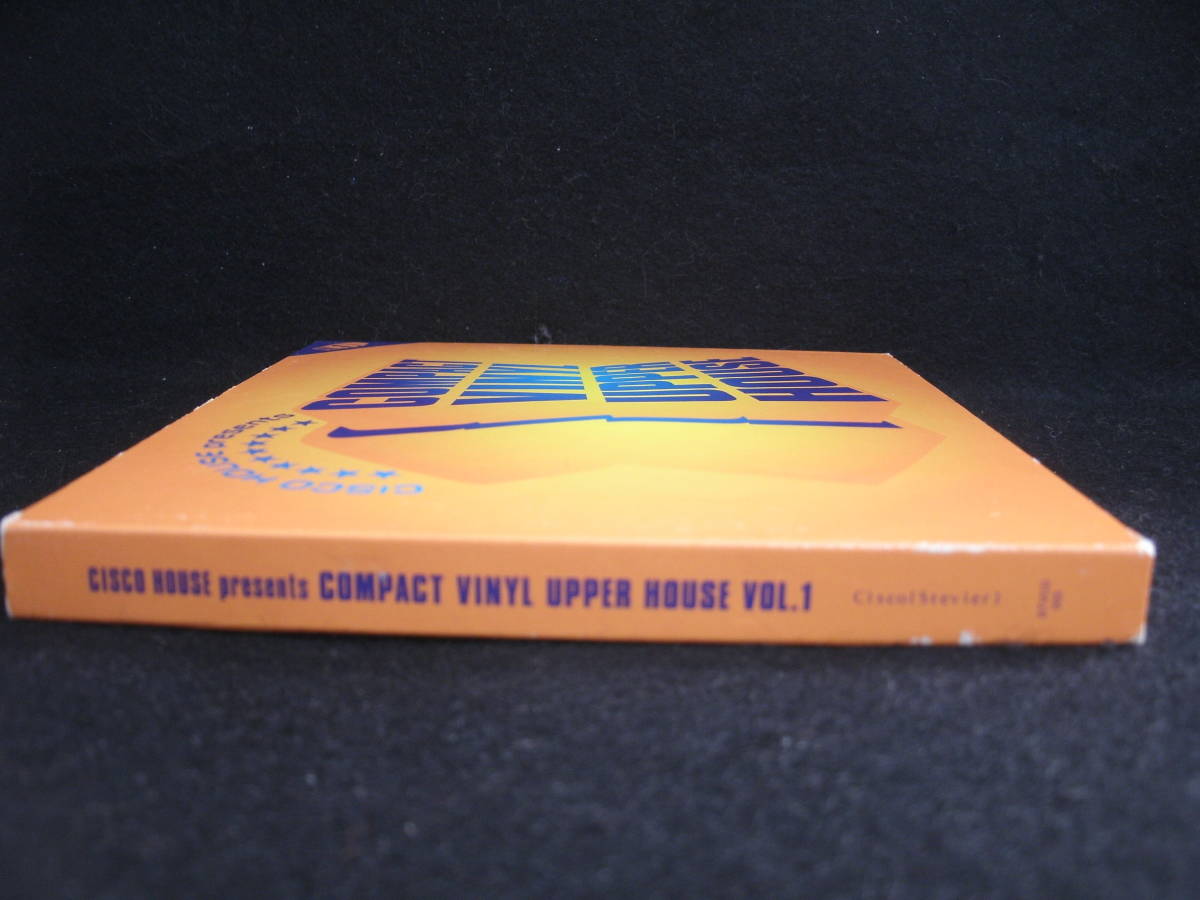 COMPACT
VINYL
UPPER
HOUSE
CISCO HOUSE presents
CISCO HOUSE presents COMPACT VINYL UPPER HOUSE VOL.1